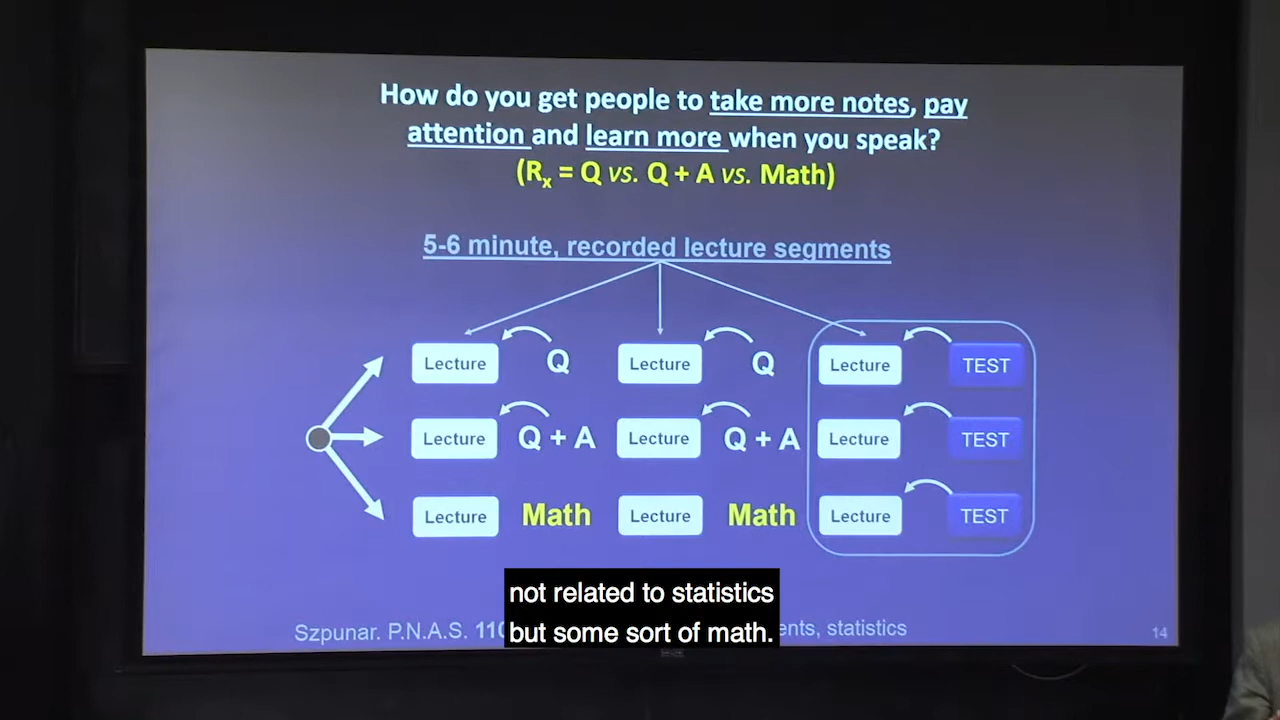 How do you get people to take more notes, pay
attention and learn more when you speak?
(Rx = Q vs. Q + A vs. Math)
5-6 minute, recorded lecture segments
Lecture Q Lecture Q Lecture TEST
Lecture Q + A Lecture Q + A Lecture TEST
Lecture Math Lecture Math Lecture TEST
not related to statistics
but some sort of math.
Szpunar. P.N.A.S. statistics
14